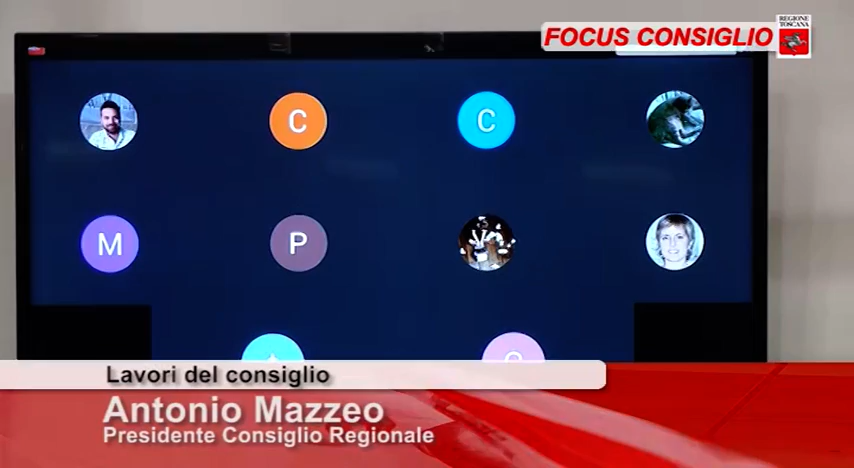 FOCUS CONSIGLIO
REGIONE
TOSCANA
C
C
M
P
Lavori del consiglio
Antonio Mazzeo
Presidente Consiglio Regionale